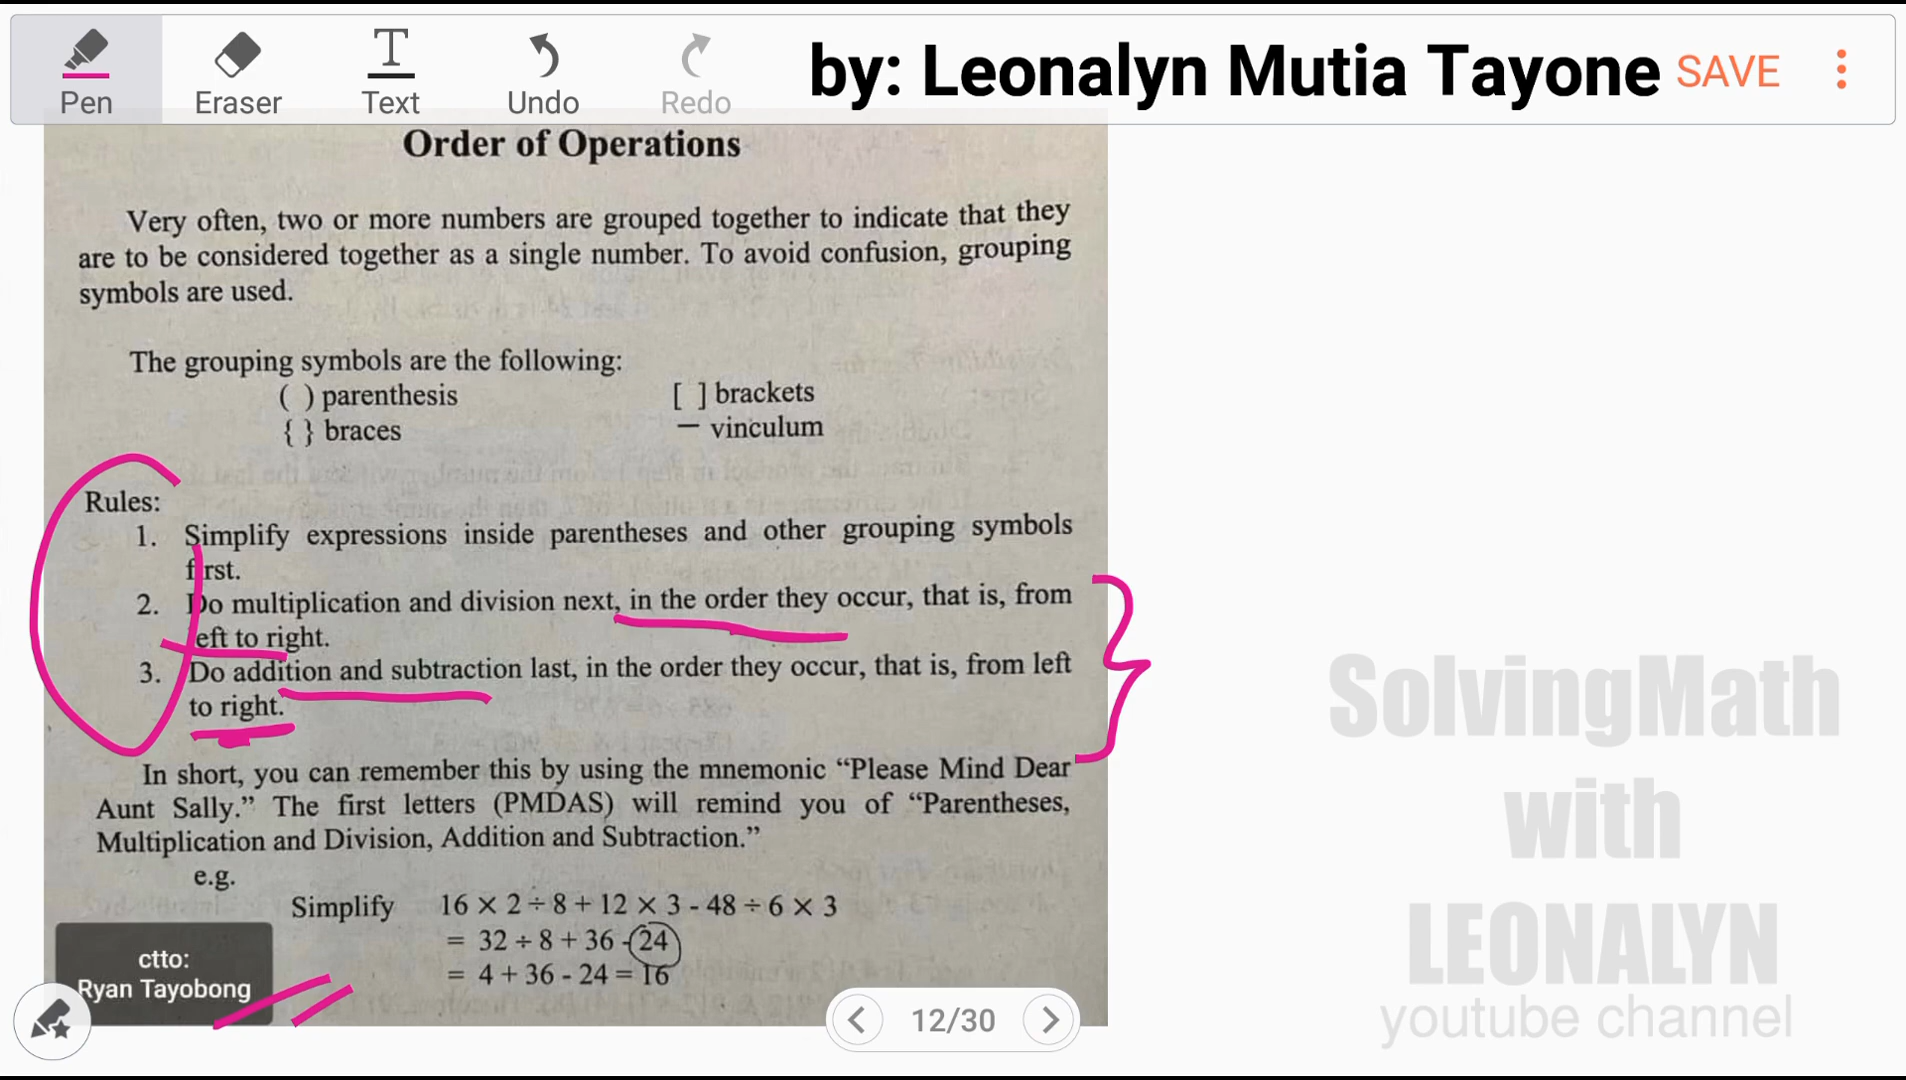 Pen
Eraser
Text
Undo
Redo
by: Leonalyn Mutia Tayone
SAVE
Order of Operations
Very often, two or more numbers are grouped together to indicate that they
are to be considered together as a single number. To avoid confusion, grouping
symbols are used.
The grouping symbols are the following:
( ) parenthesis [ ] brackets
{ } braces — vinculum
Rules:
1. Simplify expressions inside parentheses and other grouping symbols
first.
2. Do multiplication and division next, in the order they occur, that is, from
left to right.
3. Do addition and subtraction last, in the order they occur, that is, from left
to right.
In short, you can remember this by using the mnemonic “Please Mind Dear
Aunt Sally.” The first letters (PMDAS) will remind you of “Parentheses,
Multiplication and Division, Addition and Subtraction.”
e.g.
Simplify 16 × 2 ÷ 8 + 12 × 3 - 48 ÷ 6 × 3
= 32 ÷ 8 + 36 - 24
= 4 + 36 - 24 = 16
ctto:
Ryan Tayobong
12/30
SolvingMath
with
LEONALYN
youtube channel